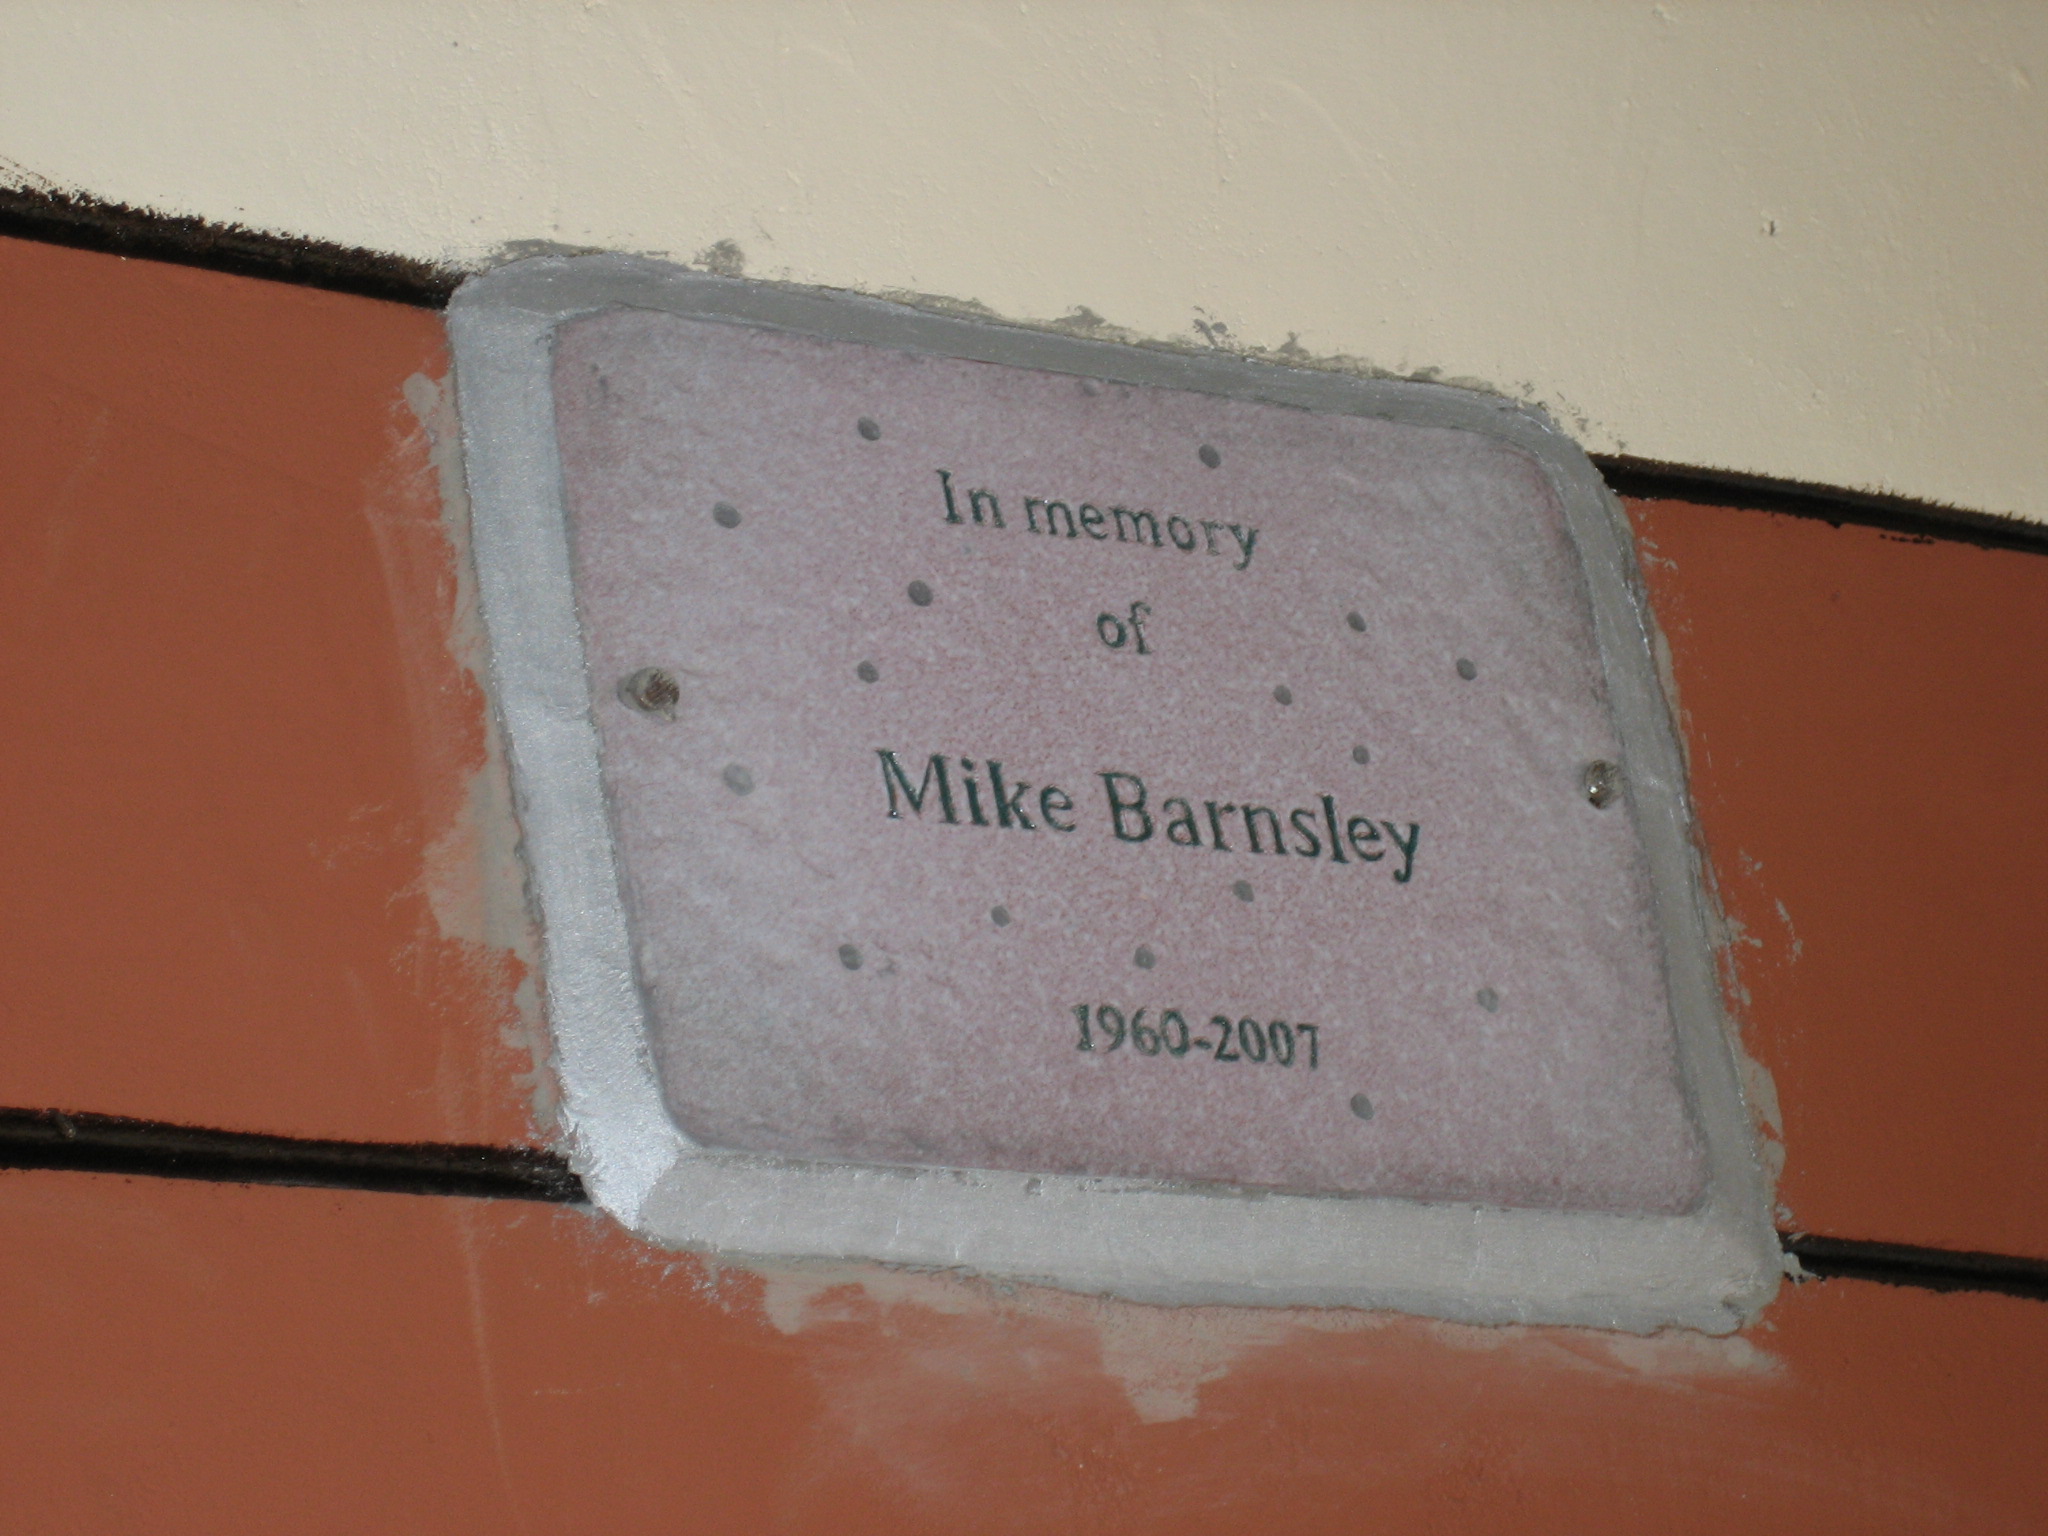 In memory
of
Mike Barnsley
1960-2007